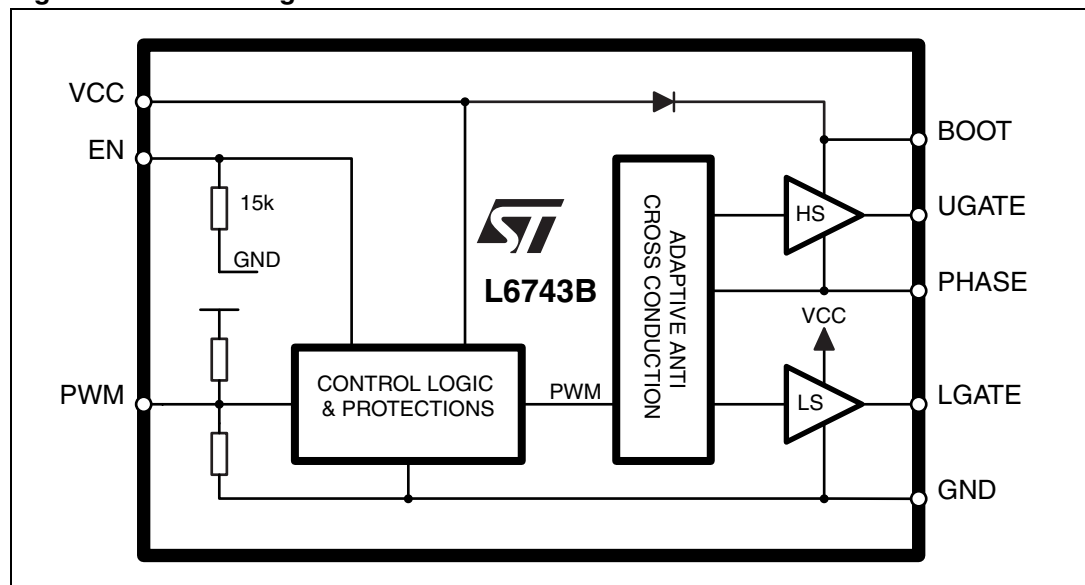 VCC
EN
15k
GND
PWM
ST
L6743B
CONTROL LOGIC
& PROTECTIONS
PWM
ADAPTIVE ANTI
CROSS CONDUCTION
HS
VCC
LS
BOOT
UGATE
PHASE
LGATE
GND